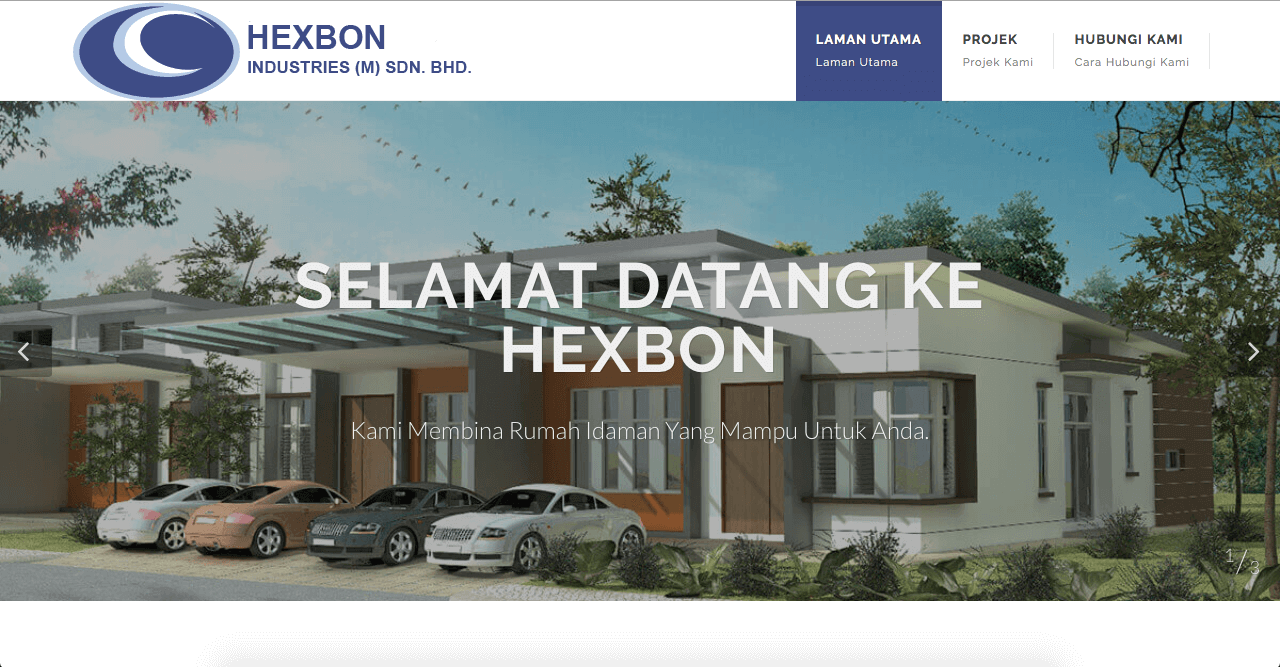 HEXBON
INDUSTRIES (M) SDN. BHD.
LAMAN UTAMA
Laman Utama
PROJEK
Projek Kami
HUBUNGI KAMI
Cara Hubungi Kami
SELAMAT DATANG KE
HEXBON
Kami Membina Rumah Idaman Yang Mampu Untuk Anda.
1/3